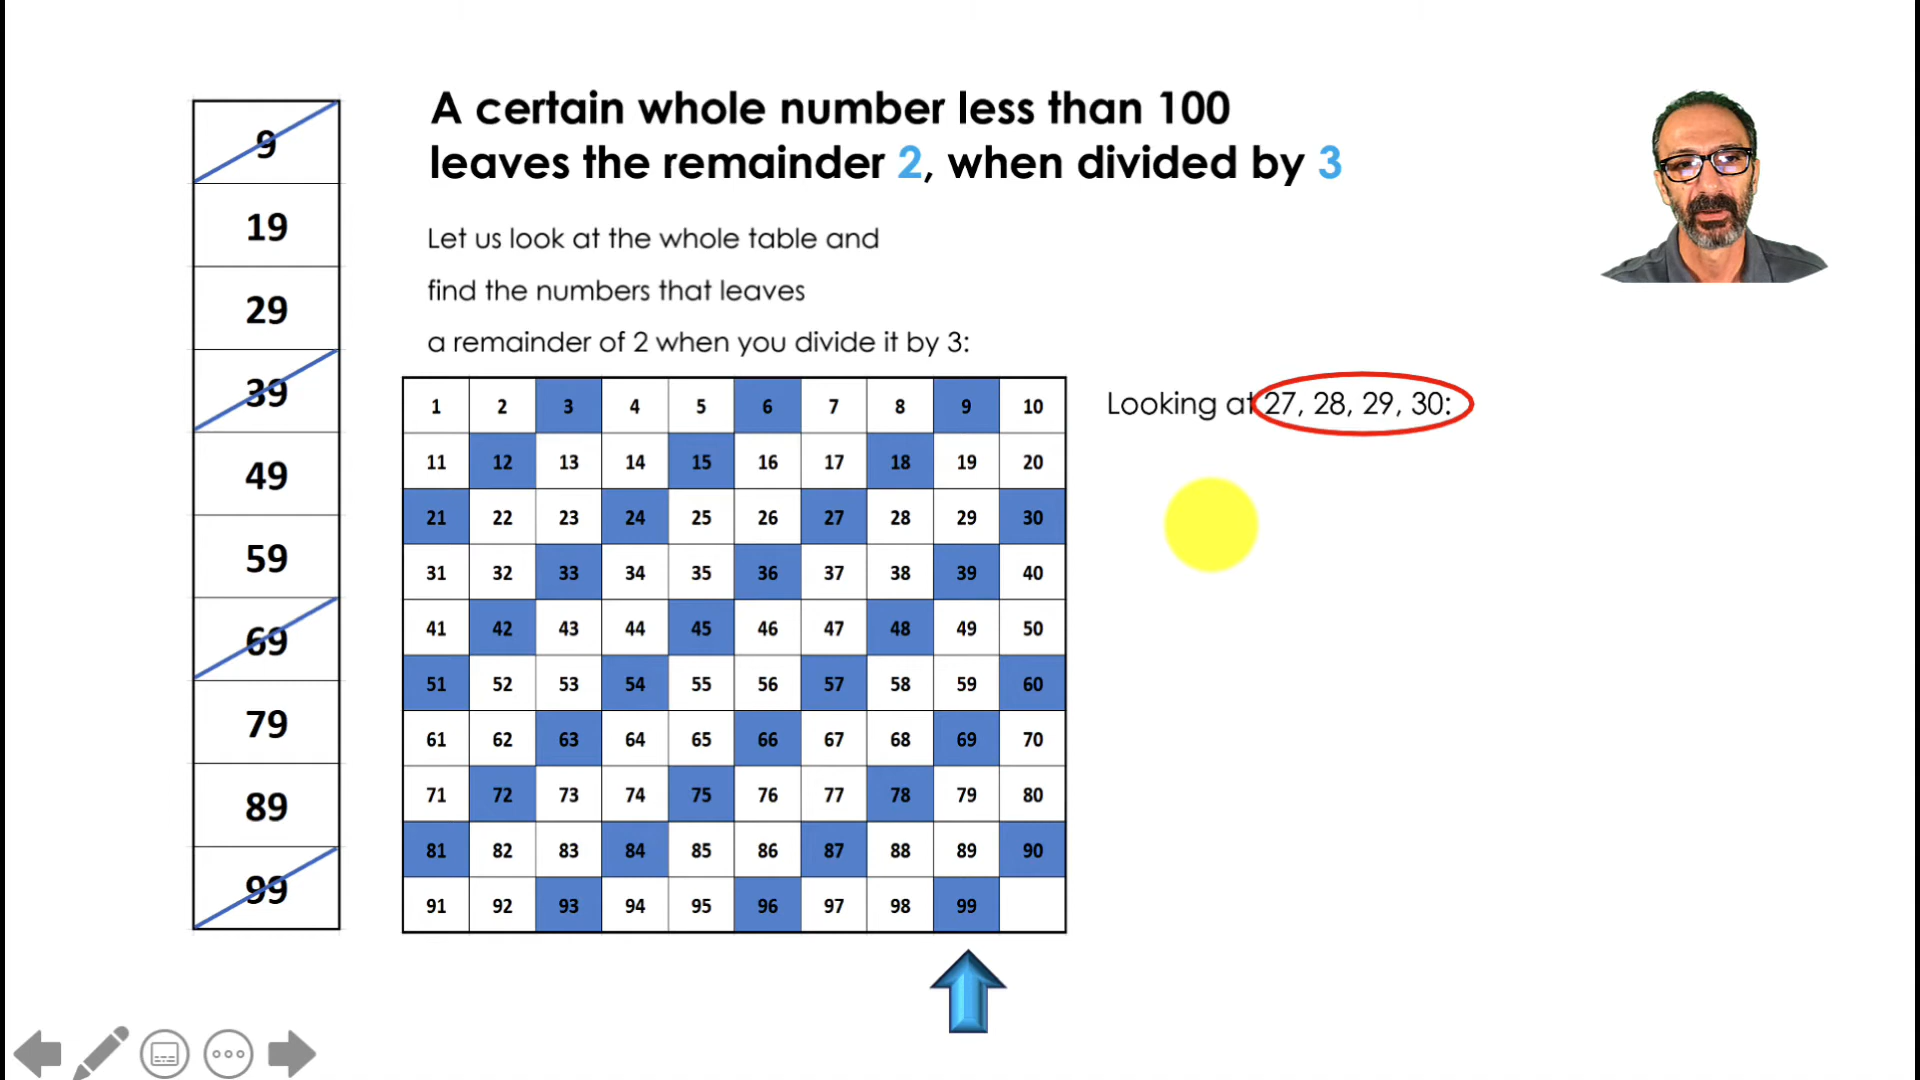 A certain whole number less than 100
leaves the remainder 2, when divided by 3
Let us look at the whole table and
find the numbers that leaves
a remainder of 2 when you divide it by 3:
Looking at 27, 28, 29, 30:
9
19
29
39
49
59
69
79
89
99
1 2 3 4 5 6 7 8 9 10
11 12 13 14 15 16 17 18 19 20
21 22 23 24 25 26 27 28 29 30
31 32 33 34 35 36 37 38 39 40
41 42 43 44 45 46 47 48 49 50
51 52 53 54 55 56 57 58 59 60
61 62 63 64 65 66 67 68 69 70
71 72 73 74 75 76 77 78 79 80
81 82 83 84 85 86 87 88 89 90
91 92 93 94 95 96 97 98 99